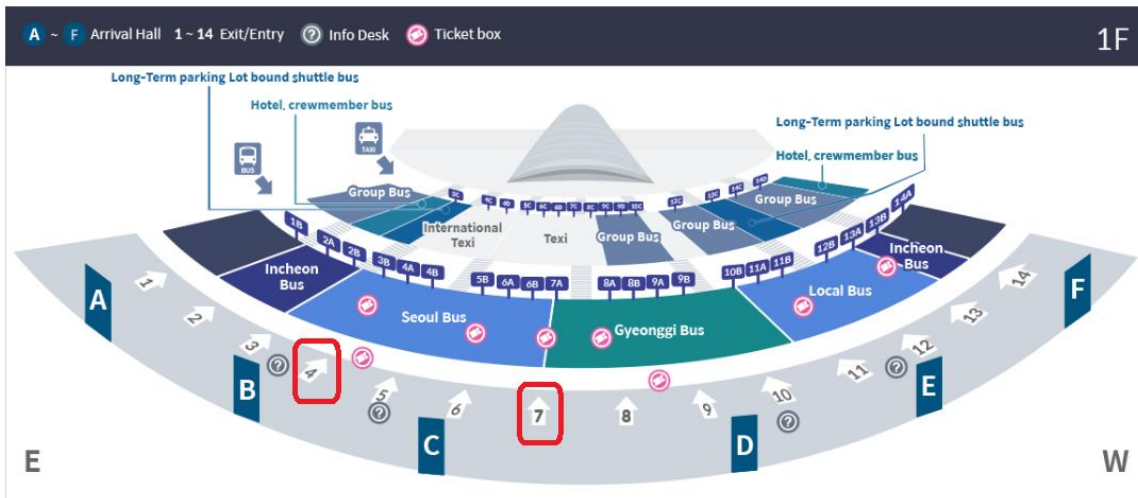 A ~ F Arrival Hall 1 ~ 14 Exit/Entry ? Info Desk Ticket box
1F
Long-Term parking Lot bound shuttle bus
Hotel, crewmember bus
BUS
TAXI
Long-Term parking Lot bound shuttle bus
Hotel, crewmember bus
Group Bus
3C
4C
4D
5C
6C
6D
7C
8C
9C
9D
10C
12C
13C
14C
14D
Group Bus
International
Texi
Texi
Group Bus
Group Bus
1B
2A
2B
3B
4A
4B
5B
6A
6B
7A
8A
8B
9A
9B
10B
11A
11B
12B
13A
13B
14A
Incheon
Bus
Seoul Bus
Gyeonggi Bus
Local Bus
Incheon
Bus
A
B
C
D
E
F
1
2
3
4
5
6
7
8
9
10
11
12
13
14
?
?
?
?
E
W